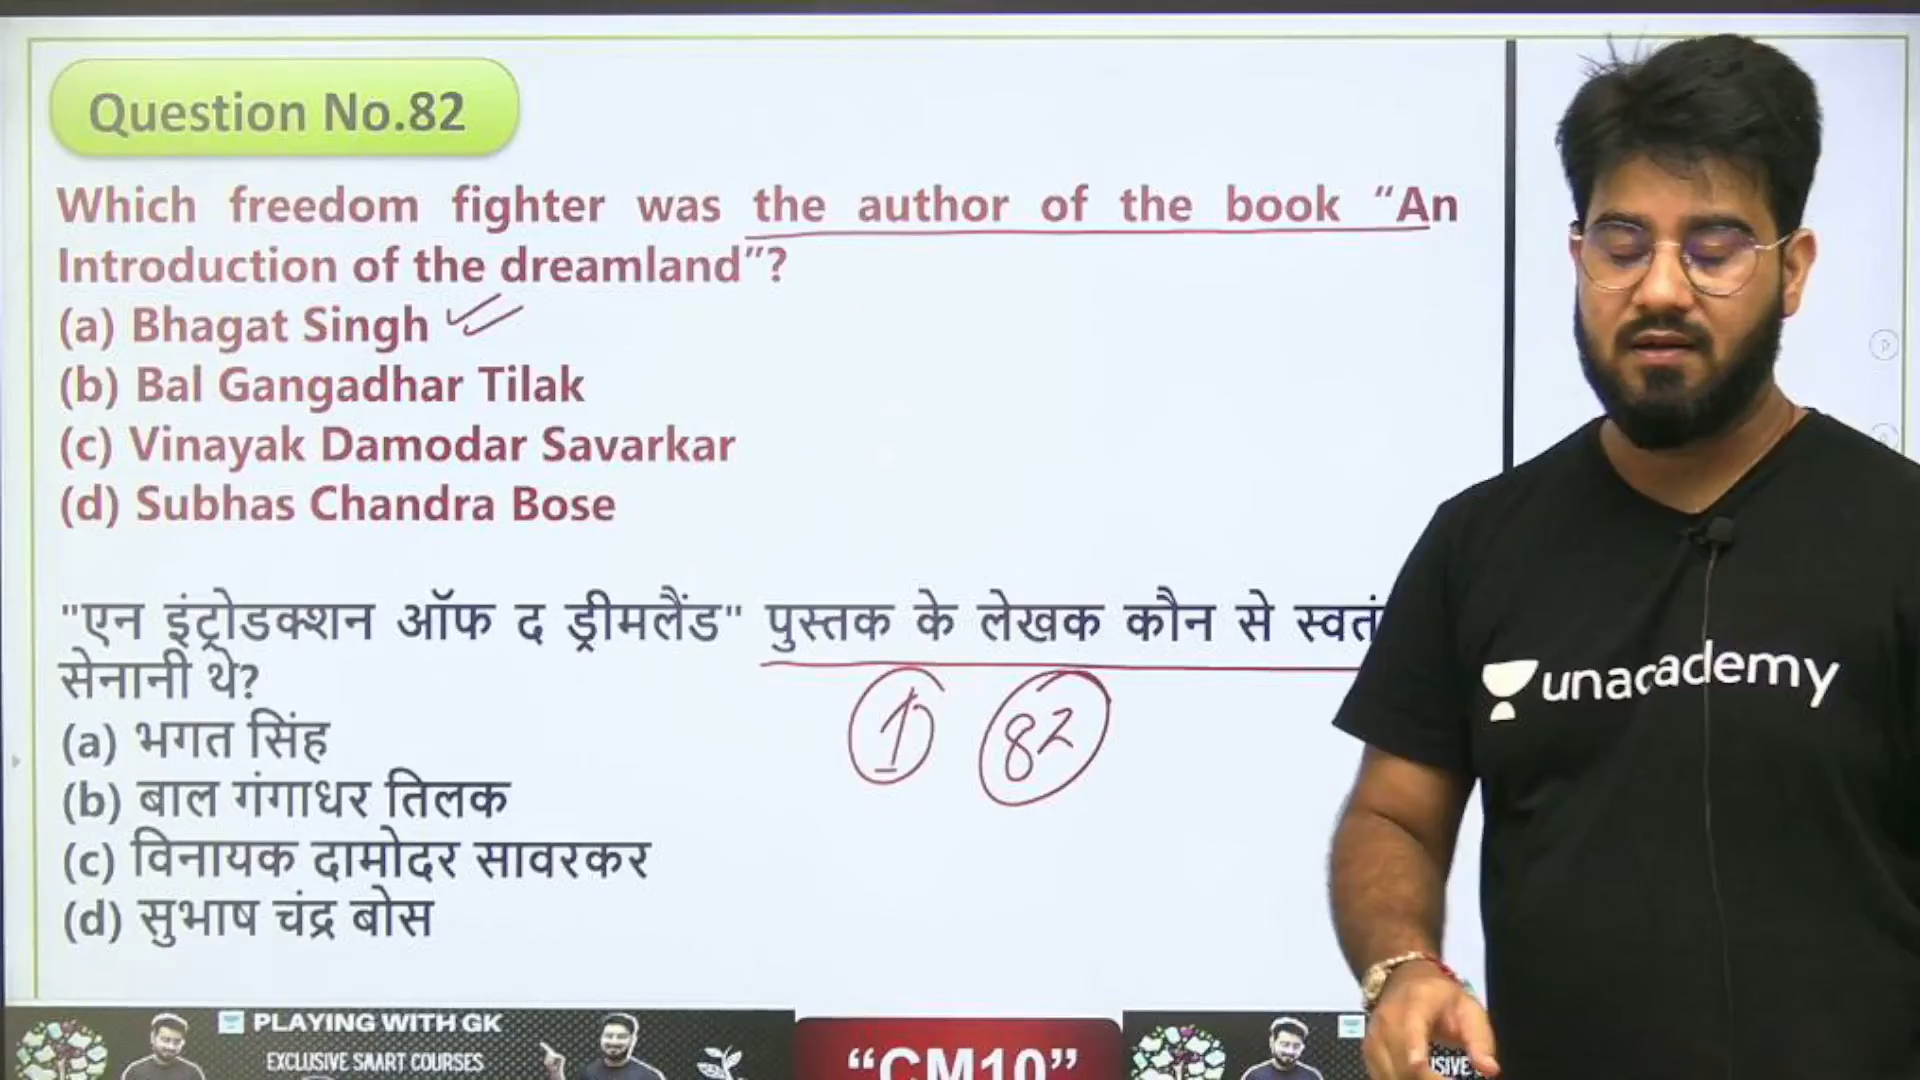 Question No.82
Which freedom fighter was the author of the book “An
Introduction of the dreamland”?
(a) Bhagat Singh
(b) Bal Gangadhar Tilak
(c) Vinayak Damodar Savarkar
(d) Subhas Chandra Bose
"एन इंट्रोडक्शन ऑफ द ड्रीमलैंड" पुस्तक के लेखक कौन से स्वतं
सेनानी थे?
(a) भगत सिंह
(b) बाल गंगाधर तिलक
(c) विनायक दामोदर सावरकर
(d) सुभाष चंद्र बोस
1 82
unacademy
PLAYING WITH GK
EXCLUSIVE SMART COURSES
“CM10”